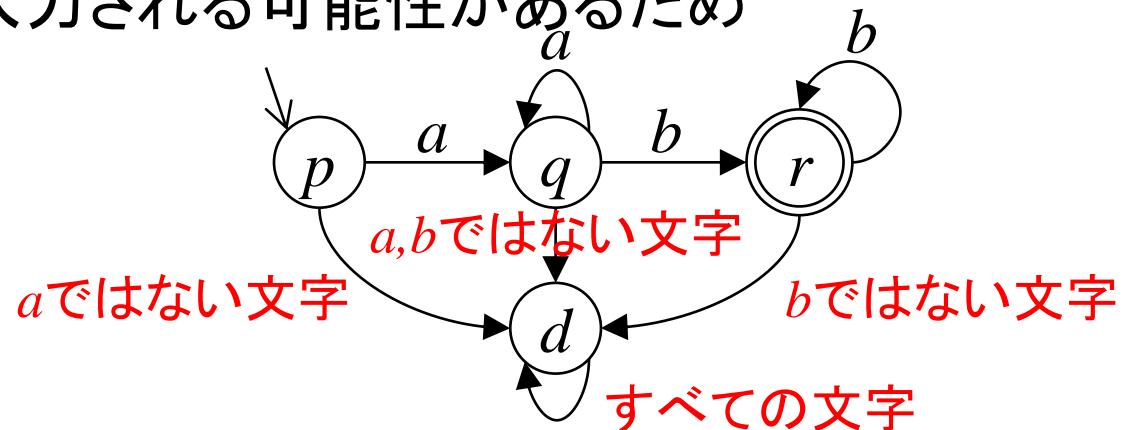 入力される可能性があるため
a
b
a
b
p
q
r
a,bではない文字
aではない文字
bではない文字
d
すべての文字